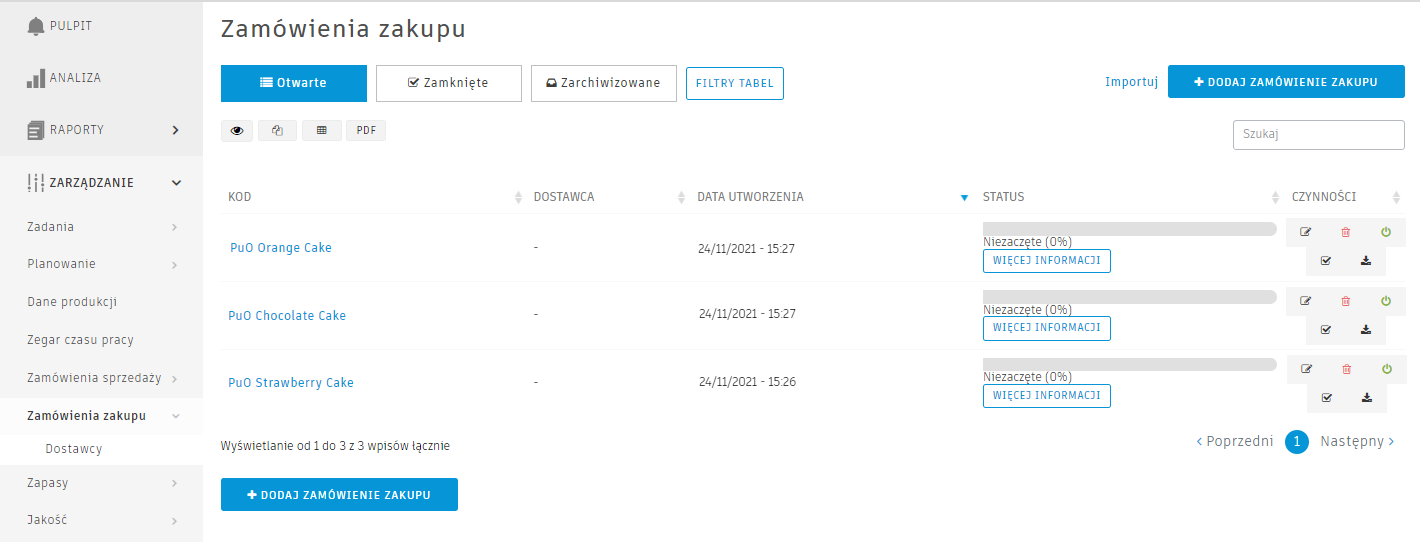 PULPIT
ANALIZA
RAPORTY
ZARZĄDZANIE
Zadania
Planowanie
Dane produkcji
Zegar czasu pracy
Zamówienia sprzedaży
Zamówienia zakupu
Dostawcy
Zapasy
Jakość
Zamówienia zakupu
Otwarte Zamknięte Zarchiwizowane FILTRY TABEL Importuj + DODAJ ZAMÓWIENIE ZAKUPU
PDF Szukaj
KOD DOSTAWCA DATA UTWORZENIA STATUS CZYNNOŚCI
PuO Orange Cake - 24/11/2021 - 15:27 Niezaczęte (0%)
WIĘCEJ INFORMACJI
PuO Chocolate Cake - 24/11/2021 - 15:27 Niezaczęte (0%)
WIĘCEJ INFORMACJI
PuO Strawberry Cake - 24/11/2021 - 15:26 Niezaczęte (0%)
WIĘCEJ INFORMACJI
Wyświetlanie od 1 do 3 z 3 wpisów łącznie ‹ Poprzedni 1 Następny ›
+ DODAJ ZAMÓWIENIE ZAKUPU